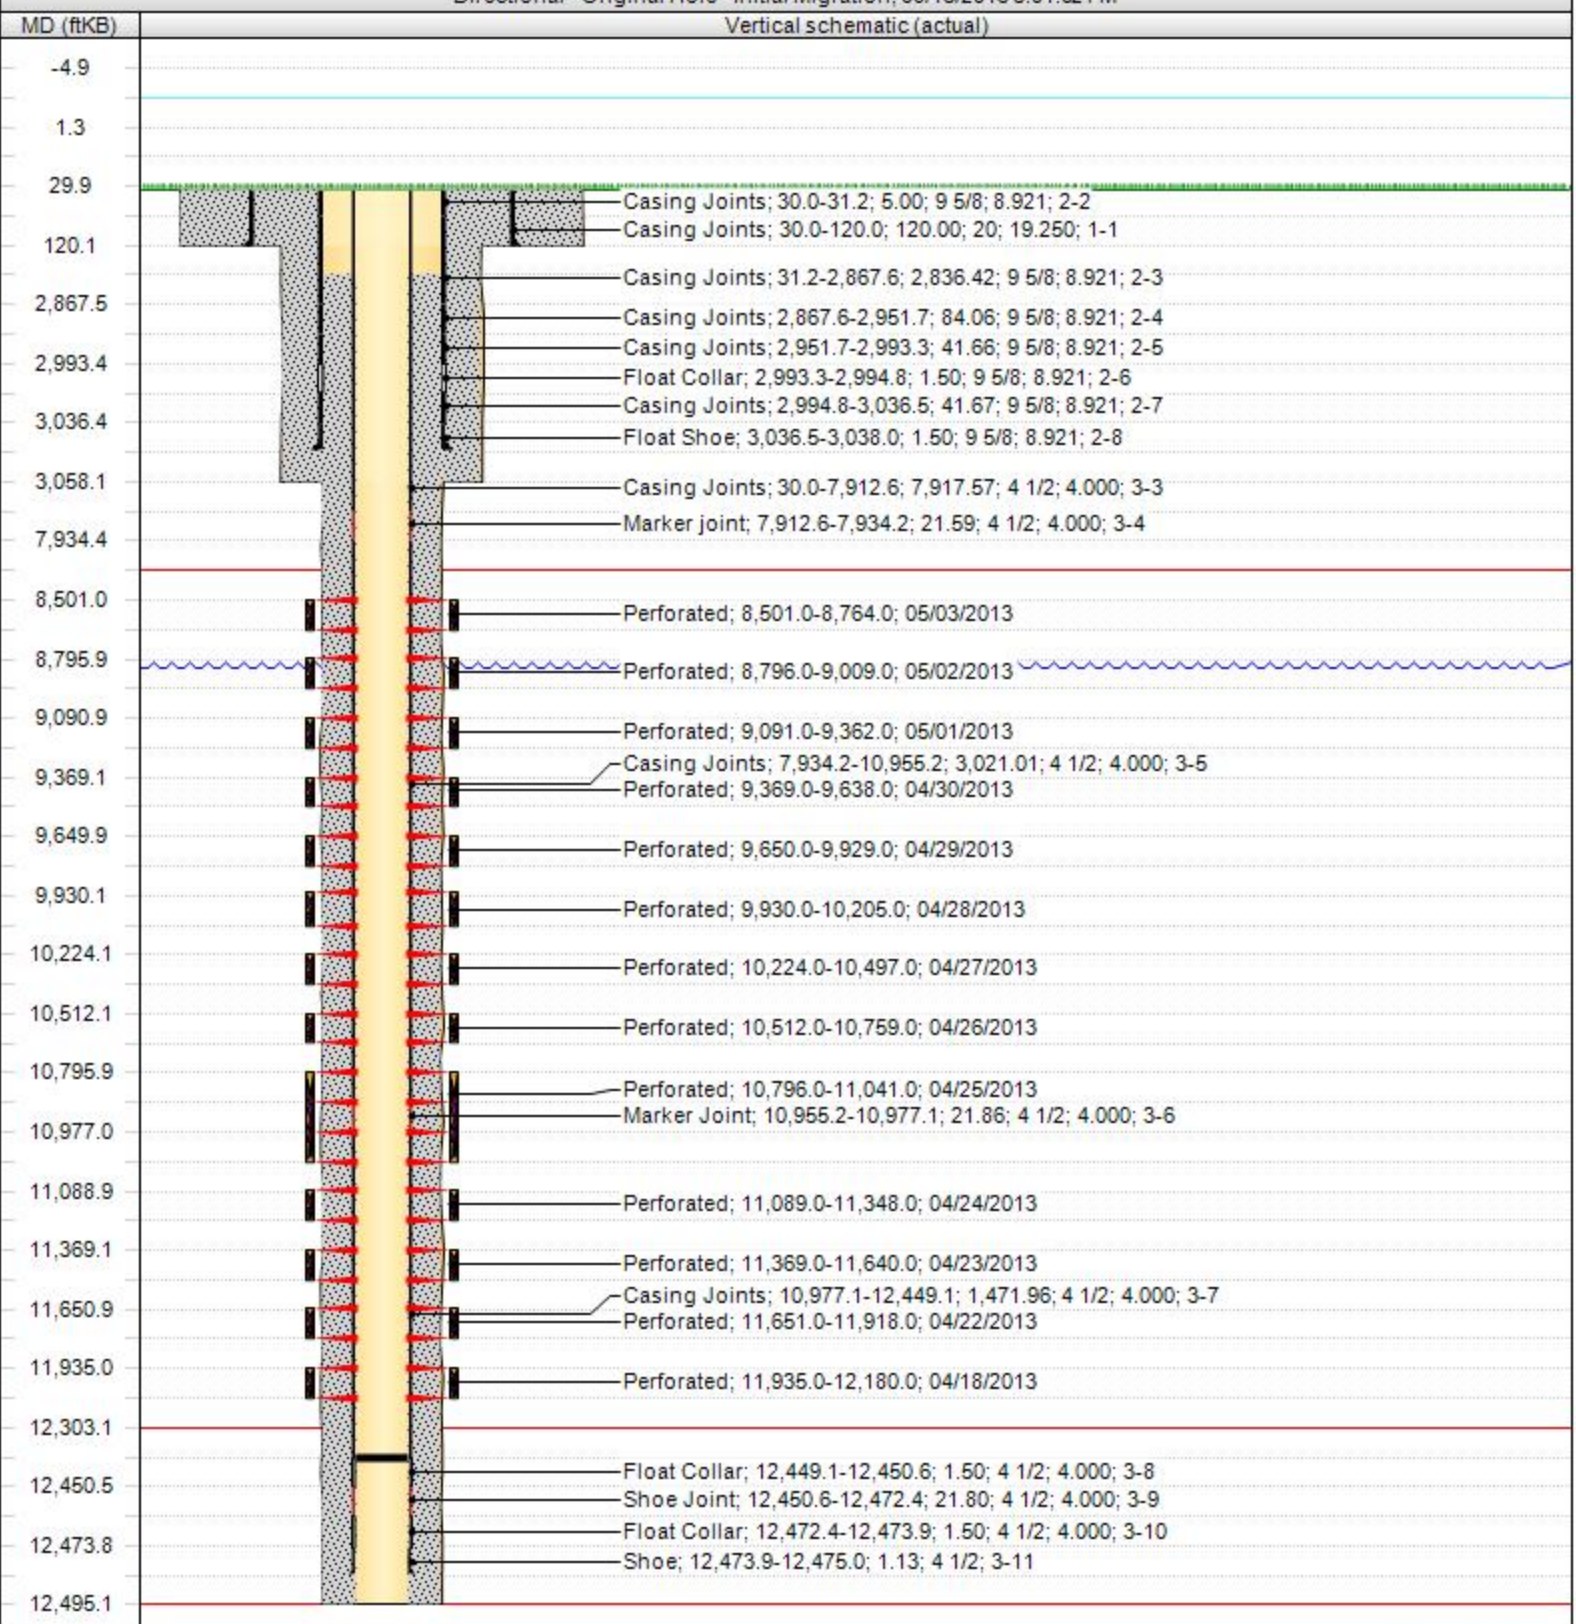 MD (ftKB)
Vertical schematic (actual)
-4.9
1.3
29.9
Casing Joints; 30.0-31.2; 5.00; 9 5/8; 8.921; 2-2
Casing Joints; 30.0-120.0; 120.00; 20; 19.250; 1-1
120.1
Casing Joints; 31.2-2,867.6; 2,836.42; 9 5/8; 8.921; 2-3
2,867.5
Casing Joints; 2,867.6-2,951.7; 84.06; 9 5/8; 8.921; 2-4
Casing Joints; 2,951.7-2,993.3; 41.66; 9 5/8; 8.921; 2-5
2,993.4
Float Collar; 2,993.3-2,994.8; 1.50; 9 5/8; 8.921; 2-6
Casing Joints; 2,994.8-3,036.5; 41.67; 9 5/8; 8.921; 2-7
3,036.4
Float Shoe; 3,036.5-3,038.0; 1.50; 9 5/8; 8.921; 2-8
3,058.1
Casing Joints; 30.0-7,912.6; 7,917.57; 4 1/2; 4.000; 3-3
Marker joint; 7,912.6-7,934.2; 21.59; 4 1/2; 4.000; 3-4
7,934.4
8,501.0
Perforated; 8,501.0-8,764.0; 05/03/2013
8,795.9
Perforated; 8,796.0-9,009.0; 05/02/2013
9,090.9
Perforated; 9,091.0-9,362.0; 05/01/2013
Casing Joints; 7,934.2-10,955.2; 3,021.01; 4 1/2; 4.000; 3-5
9,369.1
Perforated; 9,369.0-9,638.0; 04/30/2013
9,649.9
Perforated; 9,650.0-9,929.0; 04/29/2013
9,930.1
Perforated; 9,930.0-10,205.0; 04/28/2013
10,224.1
Perforated; 10,224.0-10,497.0; 04/27/2013
10,512.1
Perforated; 10,512.0-10,759.0; 04/26/2013
10,795.9
Perforated; 10,796.0-11,041.0; 04/25/2013
Marker Joint; 10,955.2-10,977.1; 21.86; 4 1/2; 4.000; 3-6
10,977.0
11,088.9
Perforated; 11,089.0-11,348.0; 04/24/2013
11,369.1
Perforated; 11,369.0-11,640.0; 04/23/2013
Casing Joints; 10,977.1-12,449.1; 1,471.96; 4 1/2; 4.000; 3-7
11,650.9
Perforated; 11,651.0-11,918.0; 04/22/2013
11,935.0
Perforated; 11,935.0-12,180.0; 04/18/2013
12,303.1
Float Collar; 12,449.1-12,450.6; 1.50; 4 1/2; 4.000; 3-8
12,450.5
Shoe Joint; 12,450.6-12,472.4; 21.80; 4 1/2; 4.000; 3-9
Float Collar; 12,472.4-12,473.9; 1.50; 4 1/2; 4.000; 3-10
12,473.8
Shoe; 12,473.9-12,475.0; 1.13; 4 1/2; 3-11
12,495.1